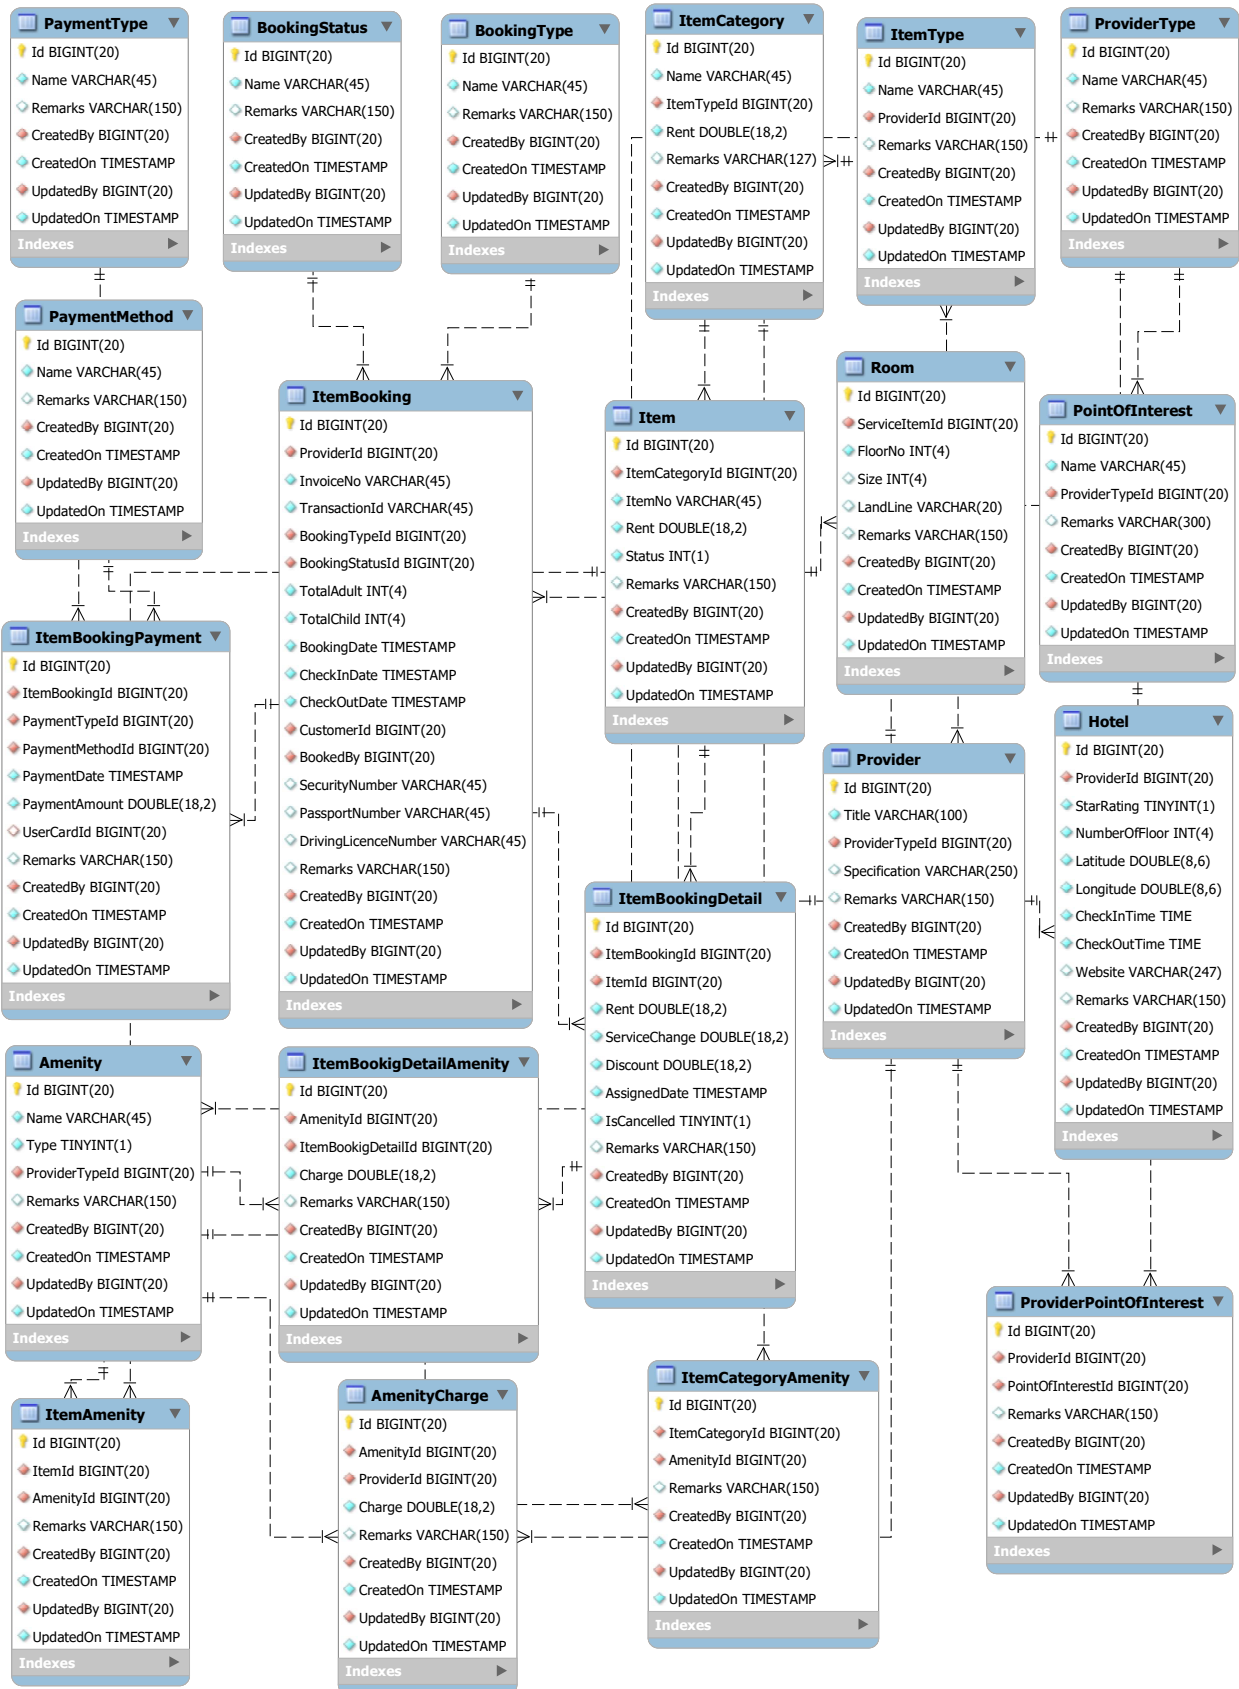 PaymentType
Id BIGINT(20)
Name VARCHAR(45)
Remarks VARCHAR(150)
CreatedBy BIGINT(20)
CreatedOn TIMESTAMP
UpdatedBy BIGINT(20)
UpdatedOn TIMESTAMP
Indexes
BookingStatus
Id BIGINT(20)
Name VARCHAR(45)
Remarks VARCHAR(150)
CreatedBy BIGINT(20)
CreatedOn TIMESTAMP
UpdatedBy BIGINT(20)
UpdatedOn TIMESTAMP
Indexes
BookingType
Id BIGINT(20)
Name VARCHAR(45)
Remarks VARCHAR(150)
CreatedBy BIGINT(20)
CreatedOn TIMESTAMP
UpdatedBy BIGINT(20)
UpdatedOn TIMESTAMP
Indexes
ItemCategory
Id BIGINT(20)
Name VARCHAR(45)
ItemTypeId BIGINT(20)
Rent DOUBLE(18,2)
Remarks VARCHAR(127)
CreatedBy BIGINT(20)
CreatedOn TIMESTAMP
UpdatedBy BIGINT(20)
UpdatedOn TIMESTAMP
Indexes
ItemType
Id BIGINT(20)
Name VARCHAR(45)
ProviderId BIGINT(20)
Remarks VARCHAR(150)
CreatedBy BIGINT(20)
CreatedOn TIMESTAMP
UpdatedBy BIGINT(20)
UpdatedOn TIMESTAMP
Indexes
ProviderType
Id BIGINT(20)
Name VARCHAR(45)
Remarks VARCHAR(150)
CreatedBy BIGINT(20)
CreatedOn TIMESTAMP
UpdatedBy BIGINT(20)
UpdatedOn TIMESTAMP
Indexes
PaymentMethod
Id BIGINT(20)
Name VARCHAR(45)
Remarks VARCHAR(150)
CreatedBy BIGINT(20)
CreatedOn TIMESTAMP
UpdatedBy BIGINT(20)
UpdatedOn TIMESTAMP
Indexes
ItemBooking
Id BIGINT(20)
ProviderId BIGINT(20)
InvoiceNo VARCHAR(45)
TransactionId VARCHAR(45)
BookingTypeId BIGINT(20)
BookingStatusId BIGINT(20)
TotalAdult INT(4)
TotalChild INT(4)
BookingDate TIMESTAMP
CheckInDate TIMESTAMP
CheckOutDate TIMESTAMP
CustomerId BIGINT(20)
BookedBy BIGINT(20)
SecurityNumber VARCHAR(45)
PassportNumber VARCHAR(45)
DrivingLicenceNumber VARCHAR(45)
Remarks VARCHAR(150)
CreatedBy BIGINT(20)
CreatedOn TIMESTAMP
UpdatedBy BIGINT(20)
UpdatedOn TIMESTAMP
Indexes
Item
Id BIGINT(20)
ItemCategoryId BIGINT(20)
ItemNo VARCHAR(45)
Rent DOUBLE(18,2)
Status INT(1)
Remarks VARCHAR(150)
CreatedBy BIGINT(20)
CreatedOn TIMESTAMP
UpdatedBy BIGINT(20)
UpdatedOn TIMESTAMP
Indexes
Room
Id BIGINT(20)
ServiceItemId BIGINT(20)
FloorNo INT(4)
Size INT(4)
LandLine VARCHAR(20)
Remarks VARCHAR(150)
CreatedBy BIGINT(20)
CreatedOn TIMESTAMP
UpdatedBy BIGINT(20)
UpdatedOn TIMESTAMP
Indexes
PointOfInterest
Id BIGINT(20)
Name VARCHAR(45)
ProviderTypeId BIGINT(20)
Remarks VARCHAR(300)
CreatedBy BIGINT(20)
CreatedOn TIMESTAMP
UpdatedBy BIGINT(20)
UpdatedOn TIMESTAMP
Indexes
ItemBookingPayment
Id BIGINT(20)
ItemBookingId BIGINT(20)
PaymentTypeId BIGINT(20)
PaymentMethodId BIGINT(20)
PaymentDate TIMESTAMP
PaymentAmount DOUBLE(18,2)
UserCardId BIGINT(20)
Remarks VARCHAR(150)
CreatedBy BIGINT(20)
CreatedOn TIMESTAMP
UpdatedBy BIGINT(20)
UpdatedOn TIMESTAMP
Indexes
Provider
Id BIGINT(20)
Title VARCHAR(100)
ProviderTypeId BIGINT(20)
Specification VARCHAR(250)
Remarks VARCHAR(150)
CreatedBy BIGINT(20)
CreatedOn TIMESTAMP
UpdatedBy BIGINT(20)
UpdatedOn TIMESTAMP
Indexes
Hotel
Id BIGINT(20)
ProviderId BIGINT(20)
StarRating TINYINT(1)
NumberOfFloor INT(4)
Latitude DOUBLE(8,6)
Longitude DOUBLE(8,6)
CheckInTime TIME
CheckOutTime TIME
Website VARCHAR(247)
Remarks VARCHAR(150)
CreatedBy BIGINT(20)
CreatedOn TIMESTAMP
UpdatedBy BIGINT(20)
UpdatedOn TIMESTAMP
Indexes
ItemBookingDetail
Id BIGINT(20)
ItemBookingId BIGINT(20)
ItemId BIGINT(20)
Rent DOUBLE(18,2)
ServiceChange DOUBLE(18,2)
Discount DOUBLE(18,2)
AssignedDate TIMESTAMP
IsCancelled TINYINT(1)
Remarks VARCHAR(150)
CreatedBy BIGINT(20)
CreatedOn TIMESTAMP
UpdatedBy BIGINT(20)
UpdatedOn TIMESTAMP
Indexes
Amenity
Id BIGINT(20)
Name VARCHAR(45)
Type TINYINT(1)
ProviderTypeId BIGINT(20)
Remarks VARCHAR(150)
CreatedBy BIGINT(20)
CreatedOn TIMESTAMP
UpdatedBy BIGINT(20)
UpdatedOn TIMESTAMP
Indexes
ItemBookigDetailAmenity
Id BIGINT(20)
AmenityId BIGINT(20)
ItemBookigDetailId BIGINT(20)
Charge DOUBLE(18,2)
Remarks VARCHAR(150)
CreatedBy BIGINT(20)
CreatedOn TIMESTAMP
UpdatedBy BIGINT(20)
UpdatedOn TIMESTAMP
Indexes
ProviderPointOfInterest
Id BIGINT(20)
ProviderId BIGINT(20)
PointOfInterestId BIGINT(20)
Remarks VARCHAR(150)
CreatedBy BIGINT(20)
CreatedOn TIMESTAMP
UpdatedBy BIGINT(20)
UpdatedOn TIMESTAMP
Indexes
ItemAmenity
Id BIGINT(20)
ItemId BIGINT(20)
AmenityId BIGINT(20)
Remarks VARCHAR(150)
CreatedBy BIGINT(20)
CreatedOn TIMESTAMP
UpdatedBy BIGINT(20)
UpdatedOn TIMESTAMP
Indexes
AmenityCharge
Id BIGINT(20)
AmenityId BIGINT(20)
ProviderId BIGINT(20)
Charge DOUBLE(18,2)
Remarks VARCHAR(150)
CreatedBy BIGINT(20)
CreatedOn TIMESTAMP
UpdatedBy BIGINT(20)
UpdatedOn TIMESTAMP
Indexes
ItemCategoryAmenity
Id BIGINT(20)
ItemCategoryId BIGINT(20)
AmenityId BIGINT(20)
Remarks VARCHAR(150)
CreatedBy BIGINT(20)
CreatedOn TIMESTAMP
UpdatedBy BIGINT(20)
UpdatedOn TIMESTAMP
Indexes